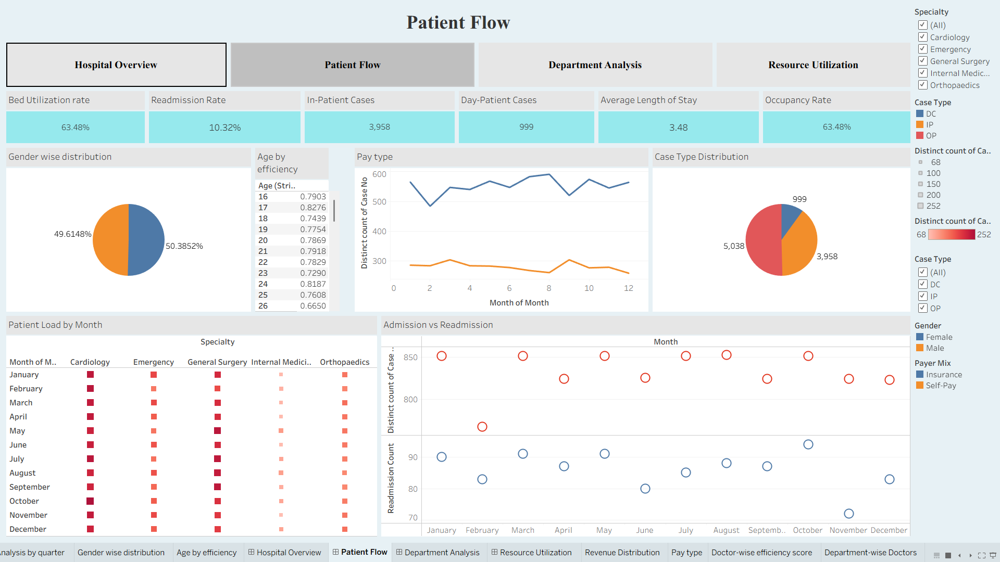 Patient Flow
Hospital Overview
Patient Flow
Department Analysis
Resource Utilization
Bed Utilization rate
63.48%
Readmission Rate
10.32%
In-Patient Cases
3,958
Day-Patient Cases
999
Average Length of Stay
3.48
Occupancy Rate
63.48%
Gender wise distribution
49.6148%
50.3852%
Age by
efficiency
Age (Stri..
16 0.7903
17 0.8276
18 0.7439
19 0.7754
20 0.7869
21 0.7918
22 0.7829
23 0.7290
24 0.8187
25 0.7608
26 0.6650
Pay type
Distinct count of Case No
600
500
400
300
0 2 4 6 8 10 12
Month of Month
Case Type Distribution
999
5,038
3,958
Patient Load by Month
Specialty
Month of M.. Cardiology Emergency General Surgery Internal Medici.. Orthopaedics
January
February
March
April
May
June
July
August
September
October
November
December
Admission vs Readmission
Month
Distinct count of Case ..
850
800
Readmission Count
90
80
70
January February March April May June July August Septemb.. October November December
Specialty
(All)
Cardiology
Emergency
General Surgery
Internal Medic...
Orthopaedics
Case Type
DC
IP
OP
Distinct count of Ca..
68
100
150
200
252
Distinct count of Ca..
68 252
Case Type
(All)
DC
IP
OP
Gender
Female
Male
Payer Mix
Insurance
Self-Pay
nalysis by quarter Gender wise distribution Age by efficiency Hospital Overview Patient Flow Department Analysis Resource Utilization Revenue Distribution Pay type Doctor-wise efficiency score Department-wise Doctors